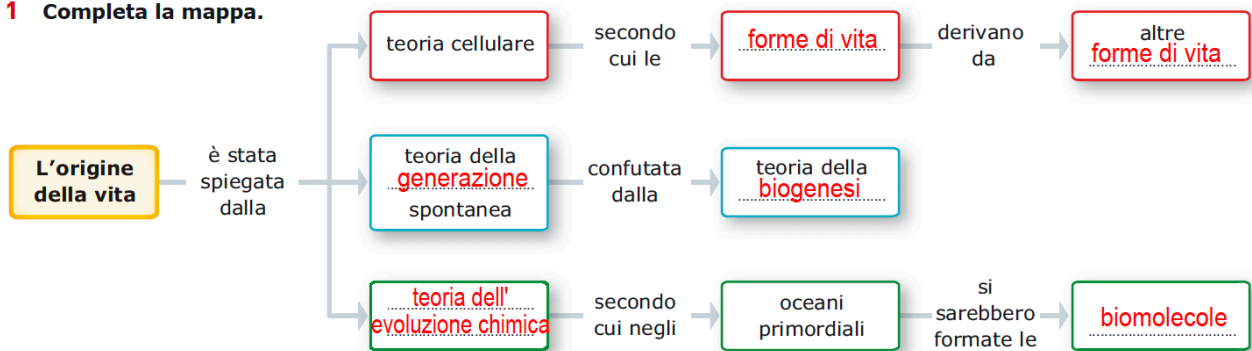 1 Completa la mappa.
teoria cellulare
secondo
cui le
forme di vita
derivano
da
altre
forme di vita
L'origine
della vita
è stata
spiegata
dalla
teoria della
generazione
spontanea
confutata
dalla
teoria della
biogenesi
teoria dell'
evoluzione chimica
secondo
cui negli
oceani
primordiali
si
sarebbero
formate le
biomolecole